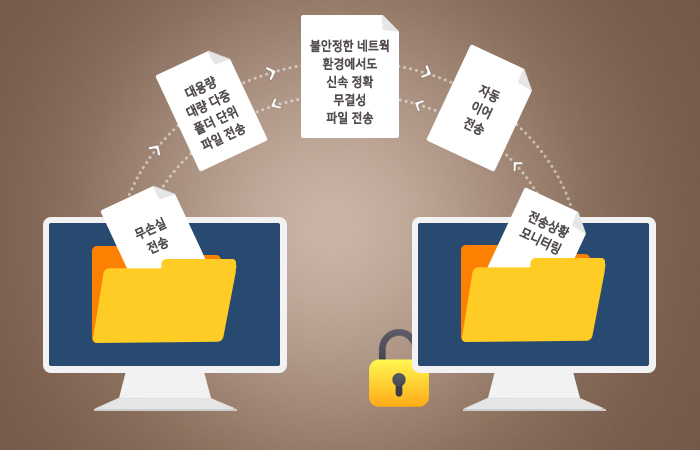 무손실
전송
대용량
대량 다중
폴더 단위
파일 전송
불안정한 네트웍
환경에서도
신속 정확
무결성
파일 전송
자동
이어
전송
전송상황
모니터링